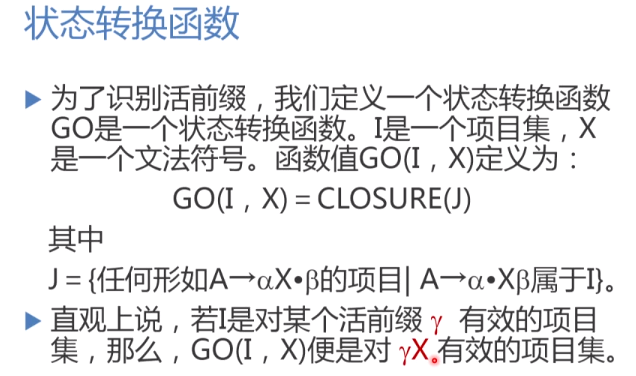 状态转换函数
为了识别活前缀，我们定义一个状态转换函数
GO是一个状态转换函数。I是一个项目集，X
是一个文法符号。函数值GO(I，X)定义为：
GO(I，X)＝CLOSURE(J)
其中
J＝{任何形如A→αX•β的项目| A→α•Xβ属于I}。
直观上说，若I是对某个活前缀 γ 有效的项目
集，那么，GO(I，X)便是对 γX 有效的项目集。